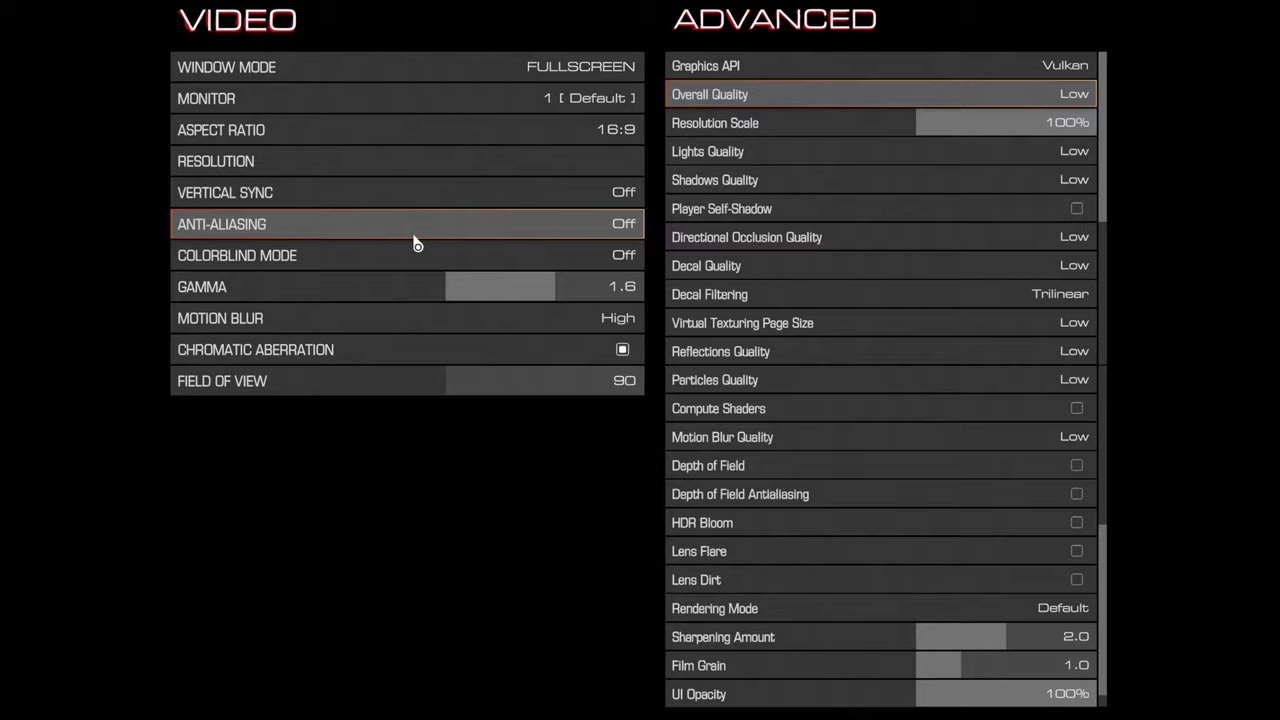 VIDEO
WINDOW MODE FULLSCREEN
MONITOR 1 [ Default ]
ASPECT RATIO 16:9
RESOLUTION
VERTICAL SYNC Off
ANTI-ALIASING Off
COLORBLIND MODE Off
GAMMA 1.6
MOTION BLUR High
CHROMATIC ABERRATION
FIELD OF VIEW 90
ADVANCED
Graphics API Vulkan
Overall Quality Low
Resolution Scale 100%
Lights Quality Low
Shadows Quality Low
Player Self-Shadow
Directional Occlusion Quality Low
Decal Quality Low
Decal Filtering Trilinear
Virtual Texturing Page Size Low
Reflections Quality Low
Particles Quality Low
Compute Shaders
Motion Blur Quality Low
Depth of Field
Depth of Field Antialiasing
HDR Bloom
Lens Flare
Lens Dirt
Rendering Mode Default
Sharpening Amount 2.0
Film Grain 1.0
UI Opacity 100%